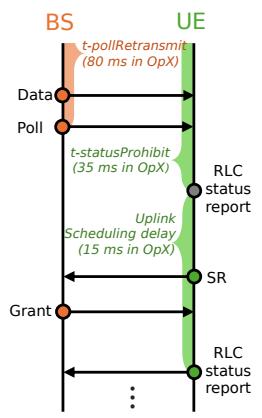 BS
UE
t-pollRetransmit
(80 ms in OpX)
Data
Poll
t-statusProhibit
(35 ms in OpX)
RLC
status
report
Uplink
Scheduling delay
(15 ms in OpX)
SR
Grant
RLC
status
report